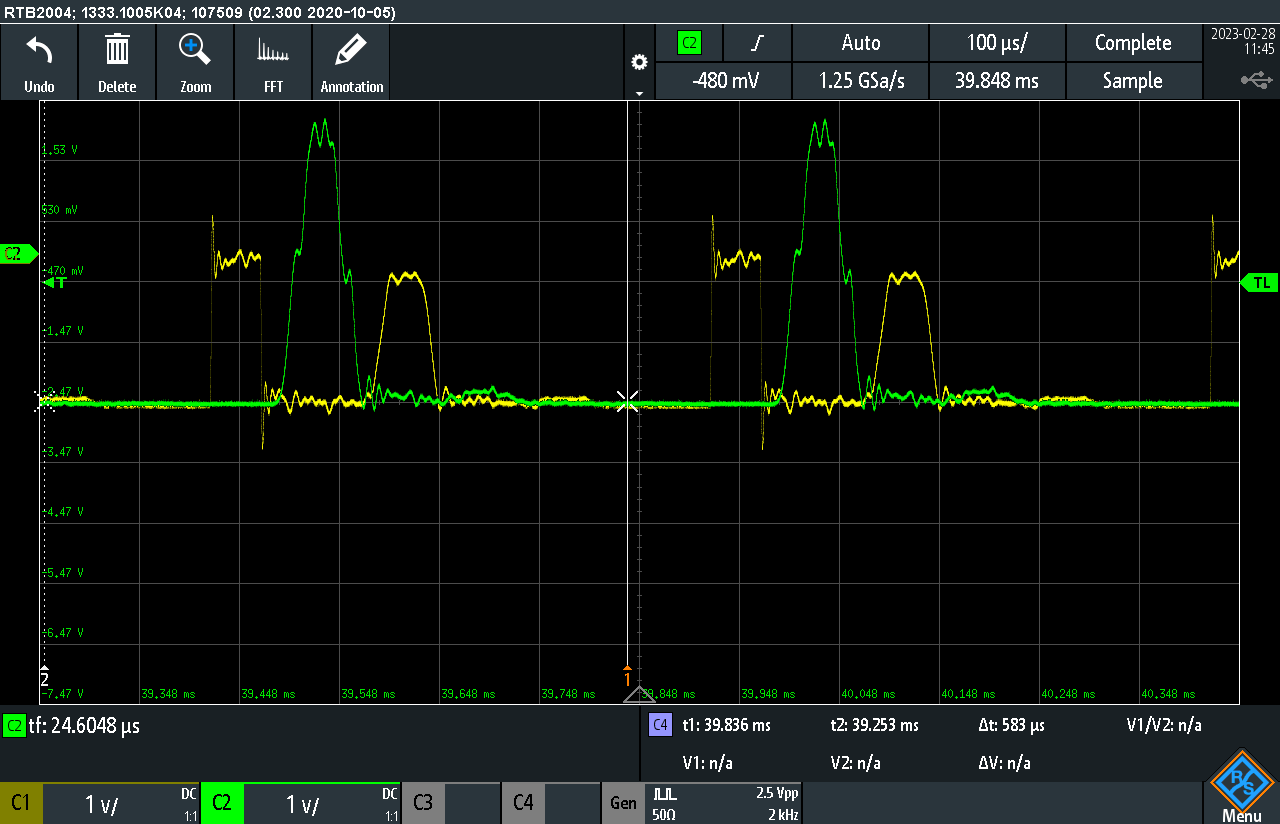 RTB2004; 1333.1005K04; 107509 (02.300 2020-10-05)
Undo
Delete
Zoom
FFT
Annotation
C2
Auto
100 µs/
Complete
2023-02-28
11:45
-480 mV
1.25 GSa/s
39.848 ms
Sample
1.53 V
530 mV
C2
-470 mV
T
TL
-1.47 V
-2.47 V
-3.47 V
-4.47 V
-5.47 V
-6.47 V
2
1
-7.47 V
39.348 ms
39.448 ms
39.548 ms
39.648 ms
39.748 ms
39.848 ms
39.948 ms
40.048 ms
40.148 ms
40.248 ms
40.348 ms
C2 tf: 24.6048 µs
C4 t1: 39.836 ms t2: 39.253 ms Δt: 583 µs V1/V2: n/a
V1: n/a V2: n/a ΔV: n/a
C1 1 V/ DC 1:1
C2 1 V/ DC 1:1
C3
C4
Gen 2.5 Vpp
50Ω 2 kHz
R&S
Menu